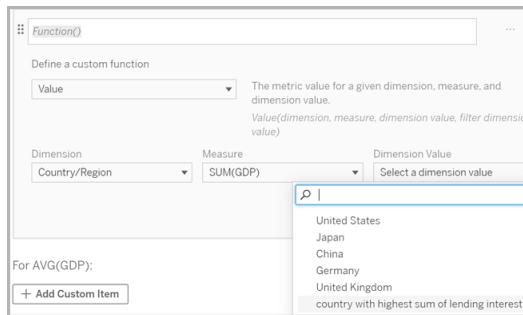 Function()
Define a custom function
Value
The metric value for a given dimension, measure, and
dimension value.
Value(dimension, measure, dimension value, filter dimensio
value)
Dimension
Measure
Dimension Value
Country/Region
SUM(GDP)
Select a dimension value
United States
Japan
China
Germany
United Kingdom
country with highest sum of lending interest
For AVG(GDP):
+ Add Custom Item